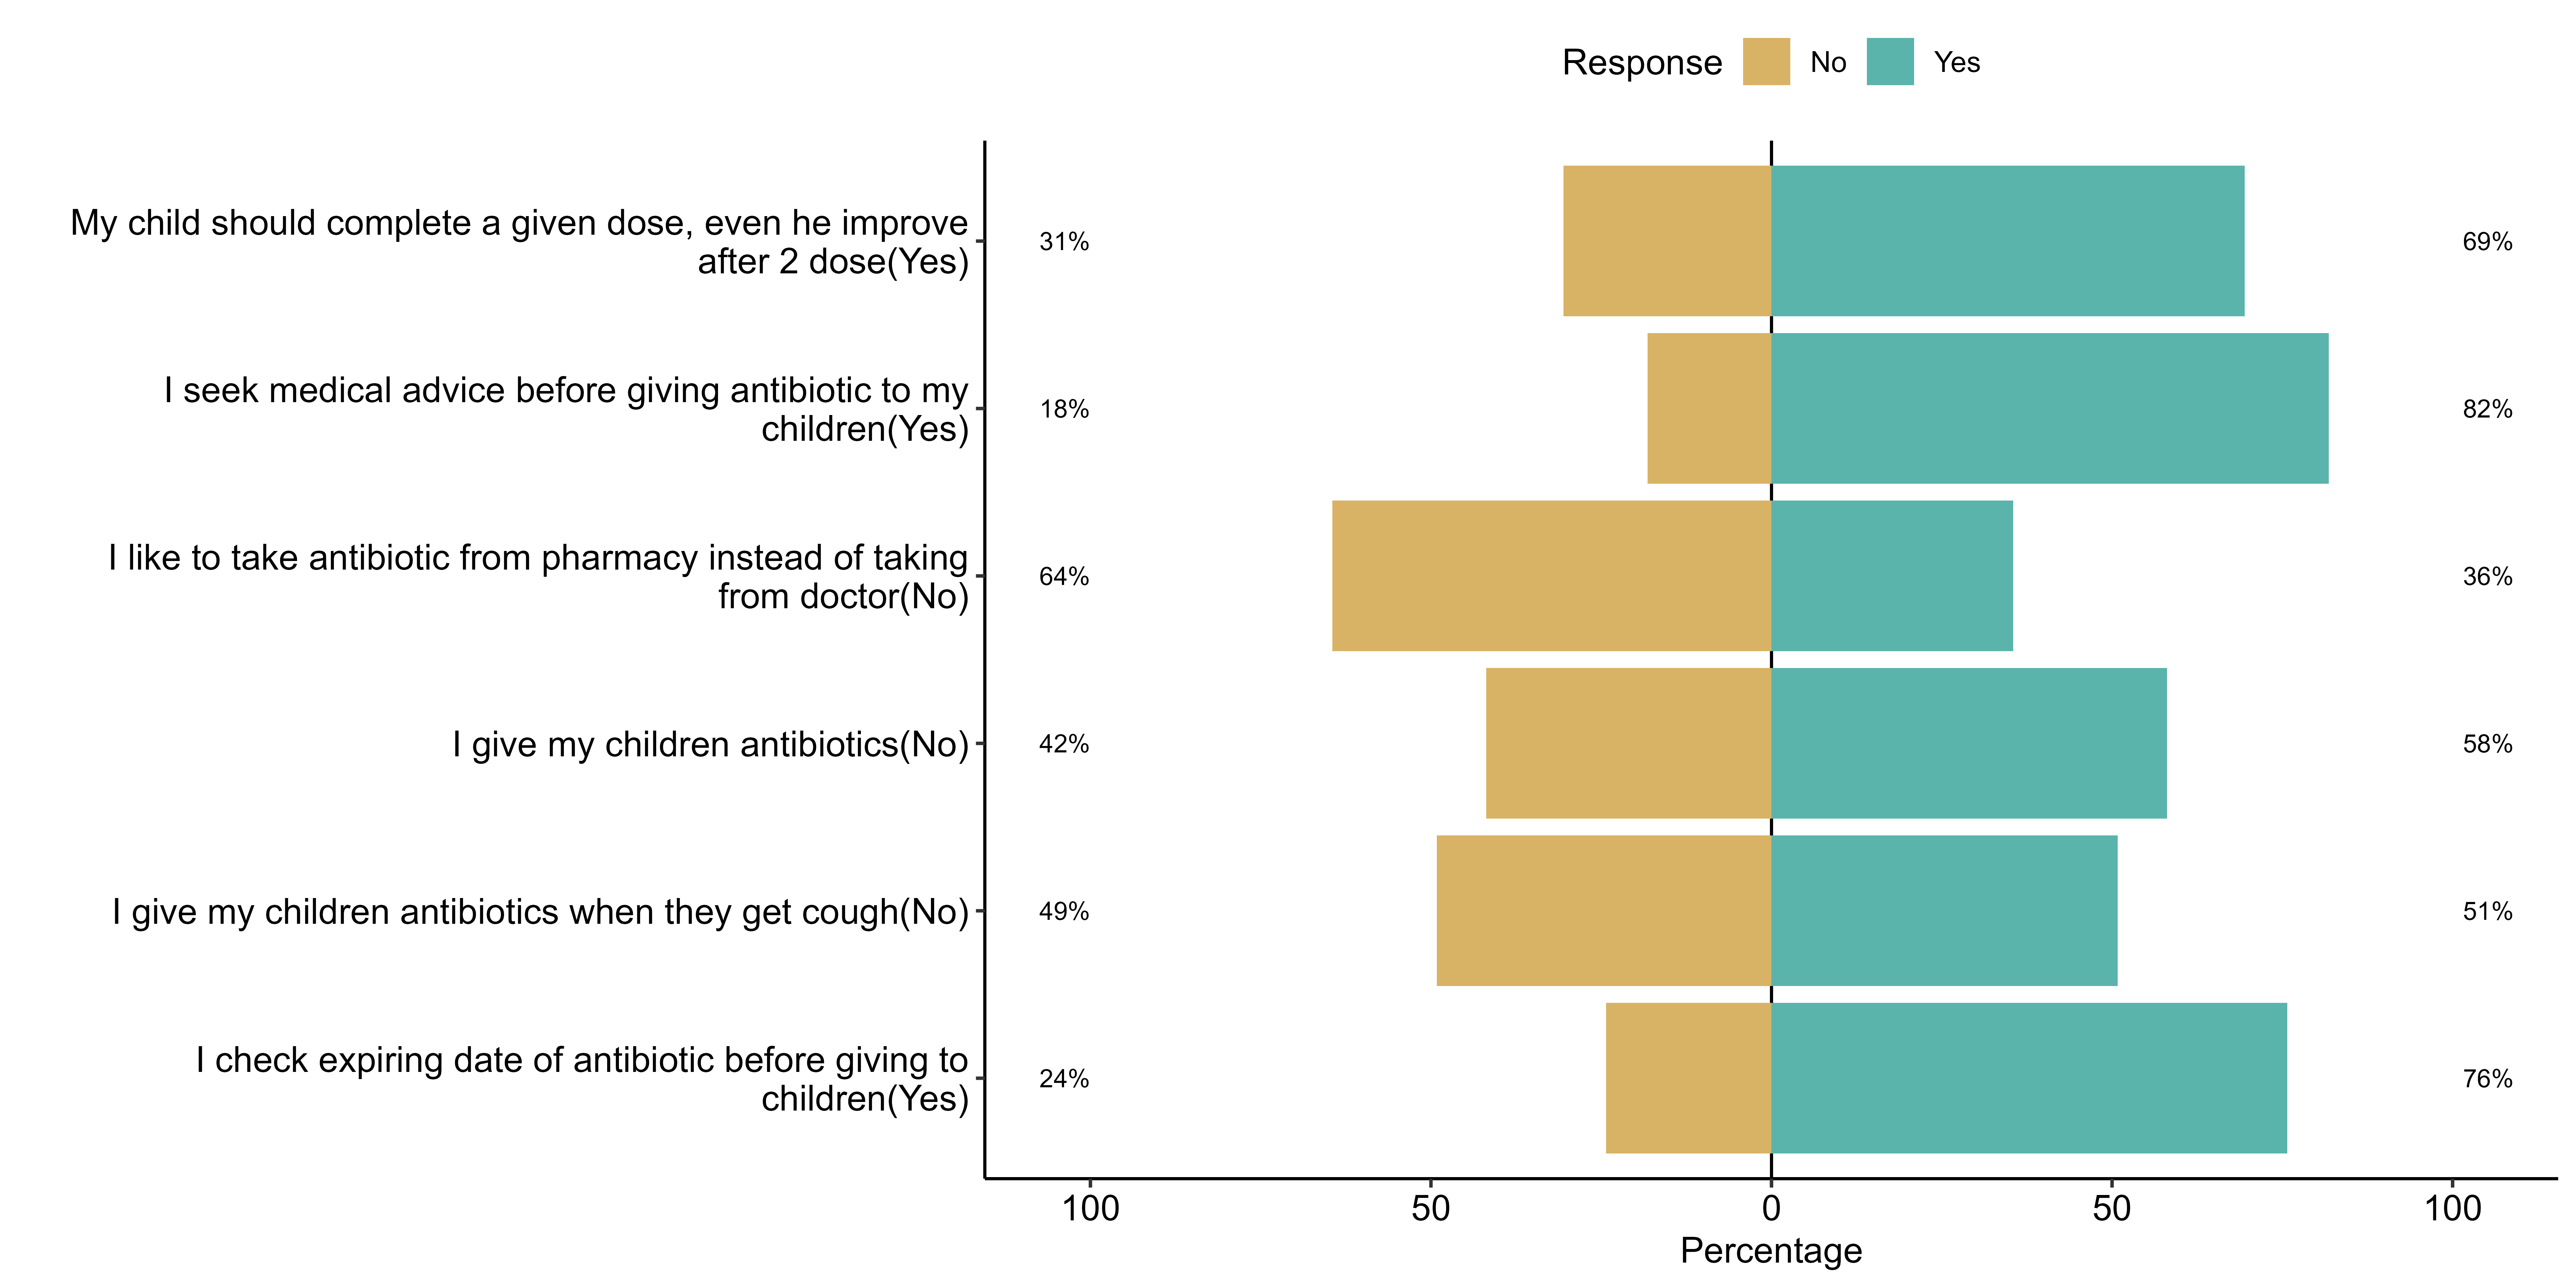 Response No Yes
My child should complete a given dose, even he improve
after 2 dose(Yes)
31%
69%
I seek medical advice before giving antibiotic to my
children(Yes)
18%
82%
I like to take antibiotic from pharmacy instead of taking
from doctor(No)
64%
36%
I give my children antibiotics(No)
42%
58%
I give my children antibiotics when they get cough(No)
49%
51%
I check expiring date of antibiotic before giving to
children(Yes)
24%
76%
100 50 0 50 100
Percentage